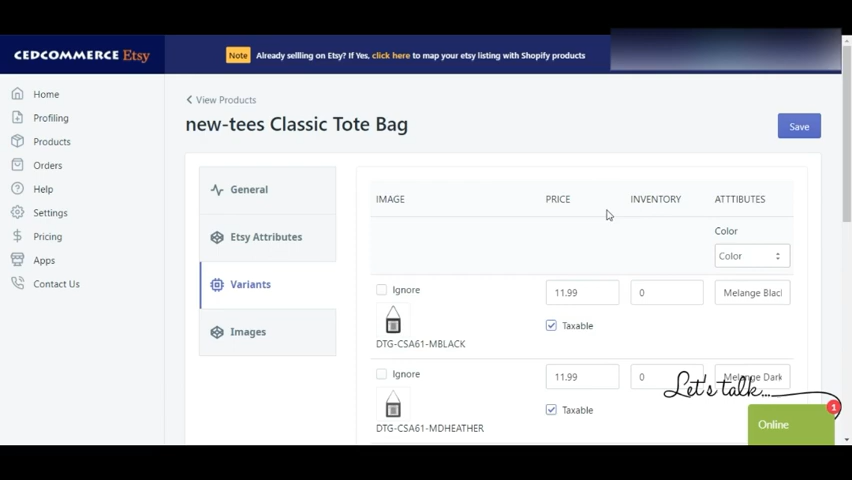 CEDCOMMERCE Etsy
Note Already sellling on Etsy? If Yes, click here to map your etsy listing with Shopify products
Home
Profiling
Products
Orders
Help
Settings
Pricing
Apps
Contact Us
View Products
new-tees Classic Tote Bag
Save
General
Etsy Attributes
Variants
Images
IMAGE PRICE INVENTORY ATTTIBUTES
Color
Color
Ignore 11.99 0 Melange Blac
Taxable
DTG-CSA61-MBLACK
Ignore 11.99 0 Melange Dark
Taxable
DTG-CSA61-MDHEATHER
Let's talk...
1
Online